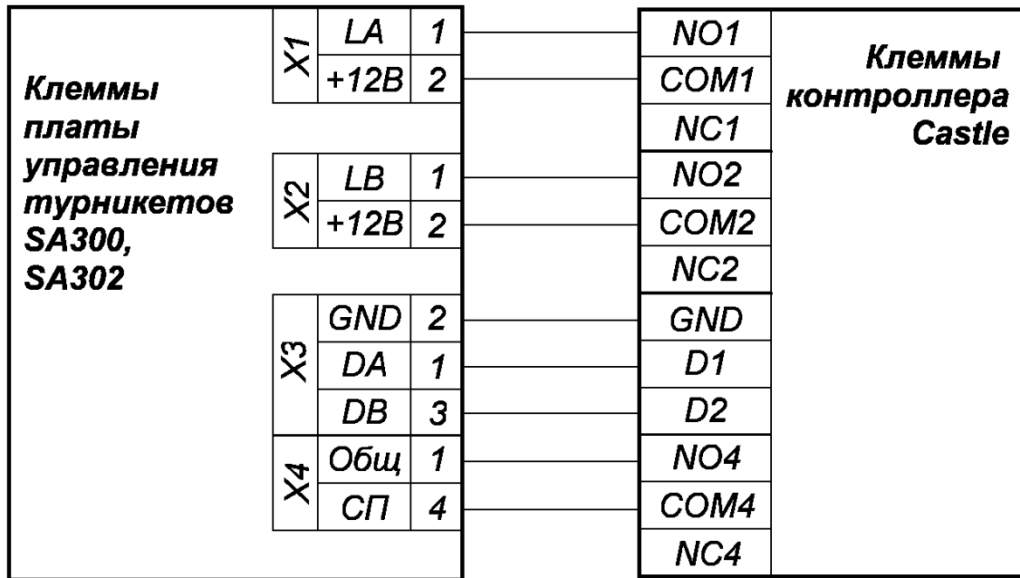 Клеммы
платы
управления
турникетов
SA300,
SA302
X1
LA 1
+12В 2
X2
LB 1
+12В 2
X3
GND 2
DA 1
DB 3
X4
Общ 1
СП 4
NO1
COM1
NC1
NO2
COM2
NC2
GND
D1
D2
NO4
COM4
NC4
Клеммы
контроллера
Castle